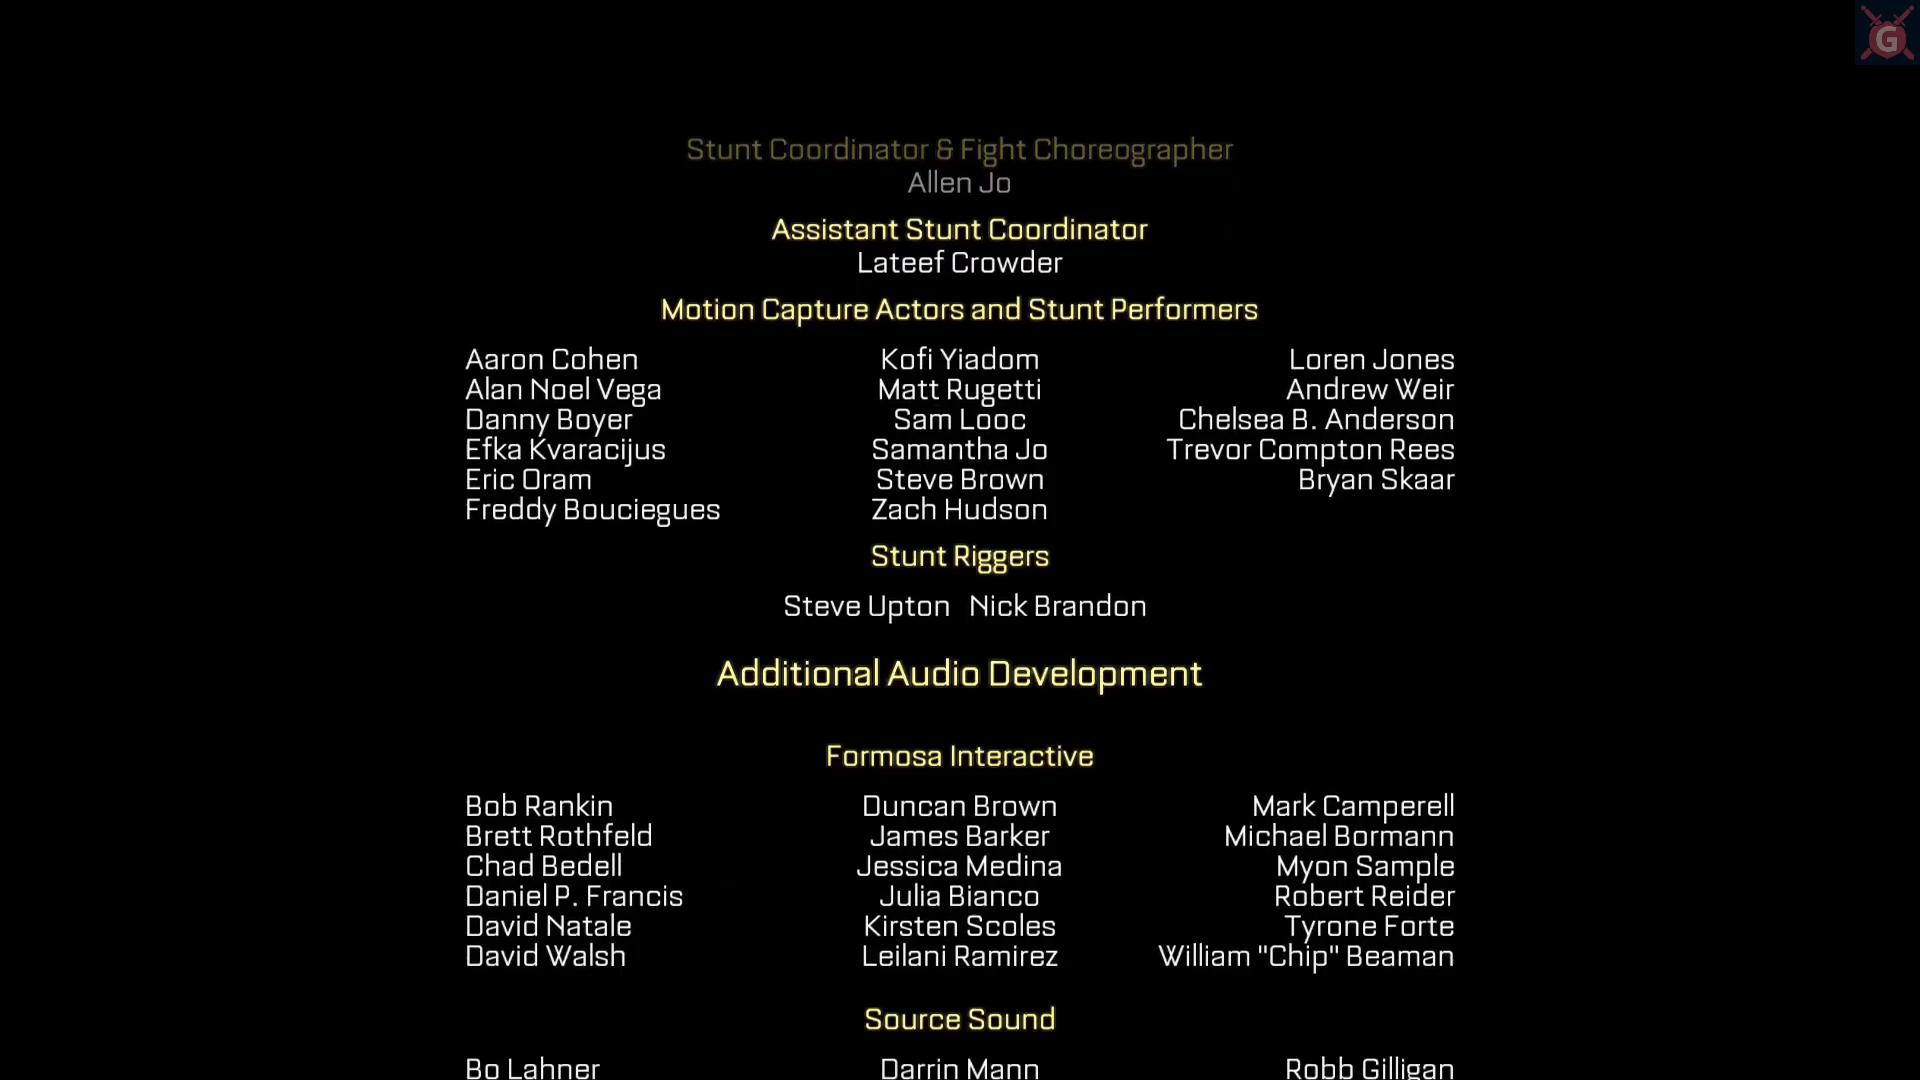 G
Stunt Coordinator & Fight Choreographer
Allen Jo
Assistant Stunt Coordinator
Lateef Crowder
Motion Capture Actors and Stunt Performers
Aaron Cohen Kofi Yiadom Loren Jones
Alan Noel Vega Matt Rugetti Andrew Weir
Danny Boyer Sam Looc Chelsea B. Anderson
Efka Kvaracijus Samantha Jo Trevor Compton Rees
Eric Oram Steve Brown Bryan Skaar
Freddy Bouciegues Zach Hudson
Stunt Riggers
Steve Upton Nick Brandon
Additional Audio Development
Formosa Interactive
Bob Rankin Duncan Brown Mark Camperell
Brett Rothfeld James Barker Michael Bormann
Chad Bedell Jessica Medina Myon Sample
Daniel P. Francis Julia Bianco Robert Reider
David Natale Kirsten Scoles Tyrone Forte
David Walsh Leilani Ramirez William "Chip" Beaman
Source Sound
Bo Lahner Darrin Mann Robb Gilligan